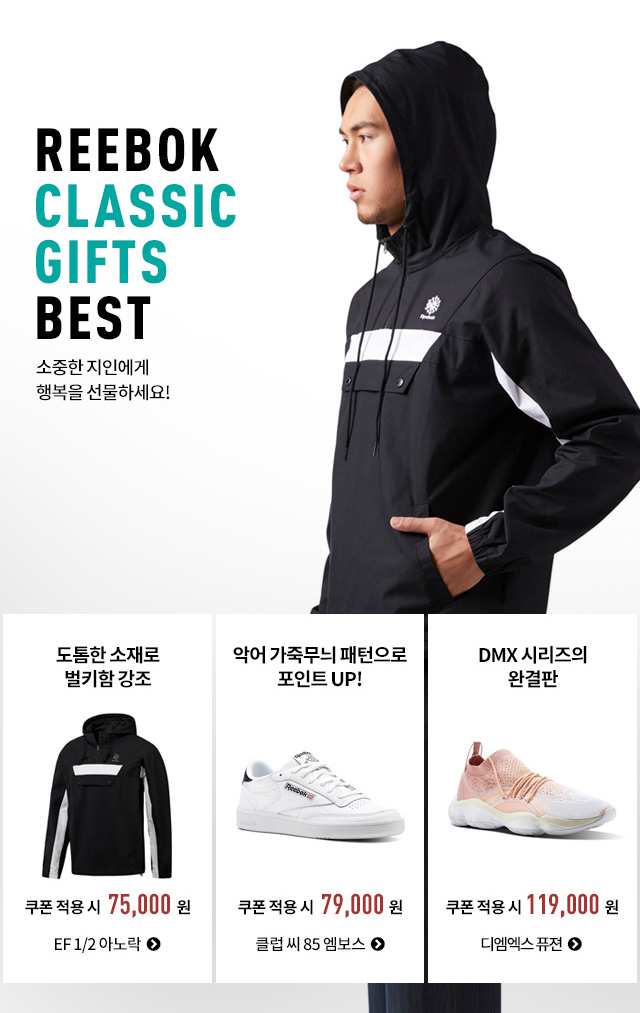 REEBOK
CLASSIC
GIFTS
BEST
소중한 지인에게
행복을 선물하세요!
Reebok
도톰한 소재로
벌키함 강조
쿠폰 적용 시 75,000 원
EF 1/2 아노락
악어 가죽무늬 패턴으로
포인트 UP!
Reebok
쿠폰 적용 시 79,000 원
클럽 씨 85 엠보스
DMX 시리즈의
완결판
쿠폰 적용 시 119,000 원
디엠엑스 퓨젼